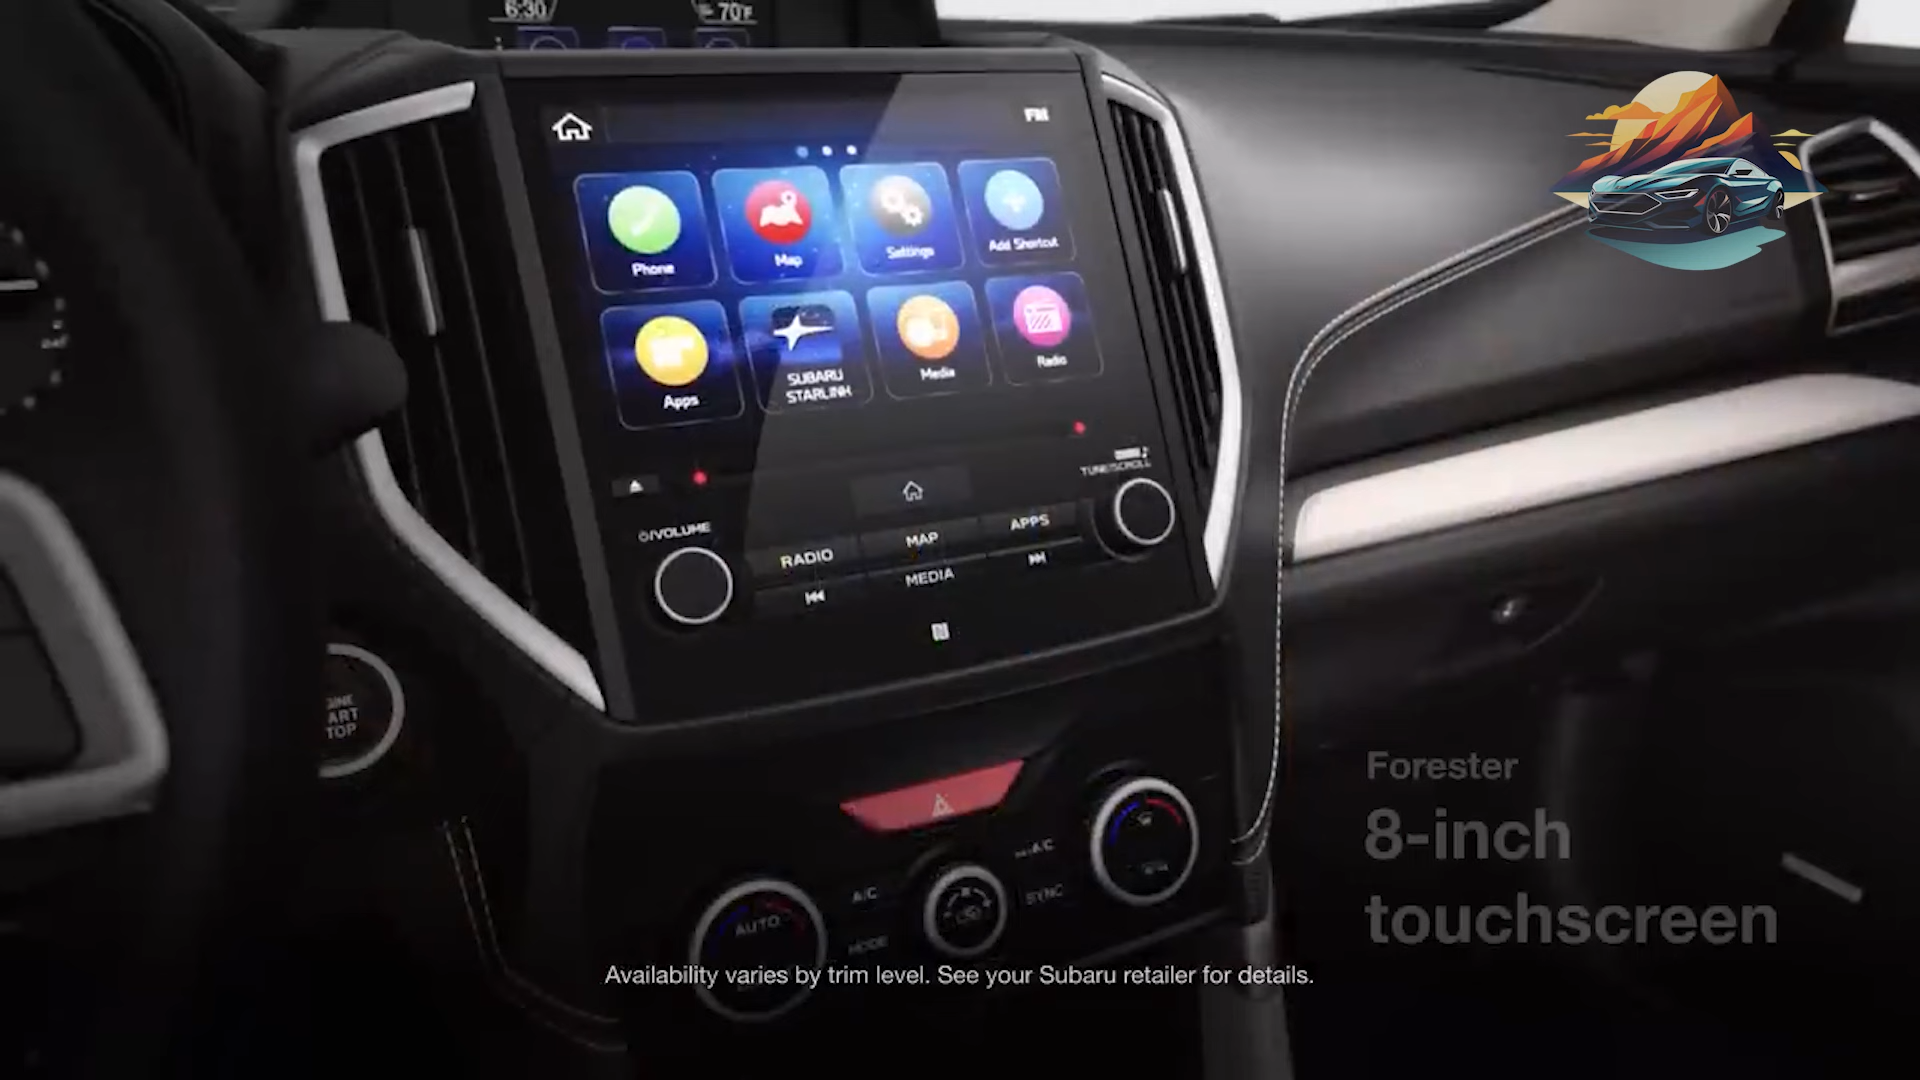 6:30
70°F
FM
Phone
Map
Settings
Add Shortcut
Apps
SUBARU
STARLINK
Media
Radio
TUNE/SCROLL
VOLUME
RADIO
MAP
APPS
MEDIA
ART
TOP
A/C
A/C
SYNC
AUTO
MODE
Forester
8-inch
touchscreen
Availability varies by trim level. See your Subaru retailer for details.